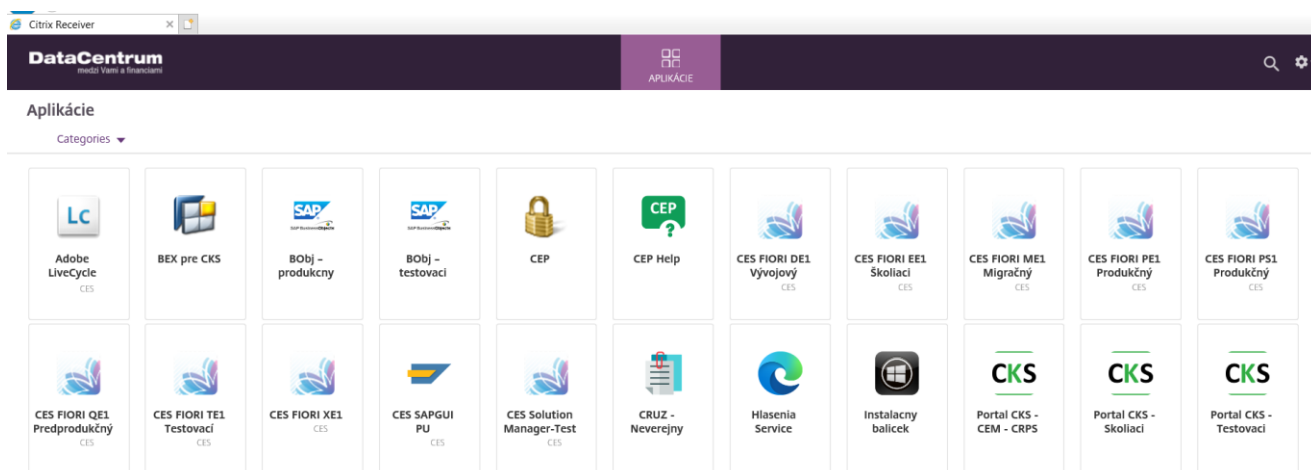 Citrix Receiver
DataCentrum
medzi Vami a financiami
APLIKÁCIE
Aplikácie
Categories
Lc
SAP
SAP BusinessObjects
SAP
SAP BusinessObjects
CEP
?
Adobe
LiveCycle
CES
BEX pre CKS
BObj –
produkcny
BObj –
testovaci
CEP
CEP Help
CES FIORI DE1
Vývojový
CES
CES FIORI EE1
Školiaci
CES
CES FIORI ME1
Migračný
CES
CES FIORI PE1
Produkčný
CES
CES FIORI PS1
Produkčný
CES
CKS
CKS
CKS
CES FIORI QE1
Predprodukčný
CES
CES FIORI TE1
Testovací
CES
CES FIORI XE1
CES
CES SAPGUI
PU
CES
CES Solution
Manager-Test
CES
CRUZ -
Neverejny
Hlasenia
Service
Instalacny
balicek
Portal CKS -
CEM - CRPS
Portal CKS -
Skoliaci
Portal CKS -
Testovaci